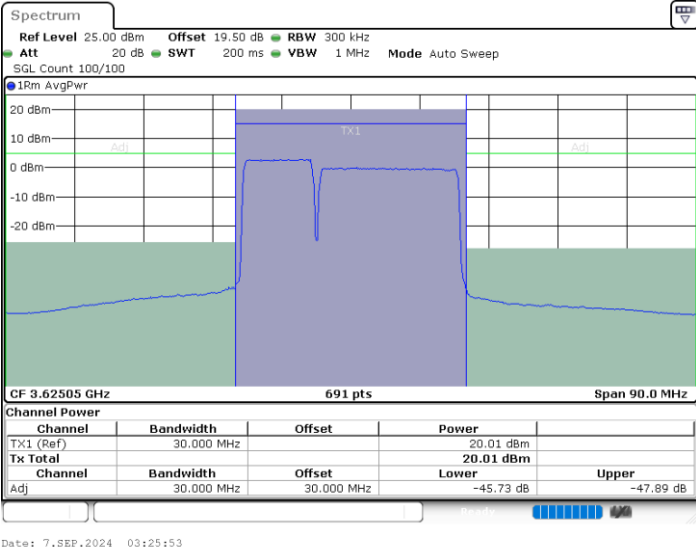 Spectrum
Ref Level 25.00 dBm Offset 19.50 dB RBW 300 kHz
Att 20 dB SWT 200 ms VBW 1 MHz Mode Auto Sweep
SGL Count 100/100
1Rm AvgPwr
20 dBm
TX1
10 dBm
Adj Adj
0 dBm
-10 dBm
-20 dBm
CF 3.62505 GHz 691 pts Span 90.0 MHz
Channel Power
Channel Bandwidth Offset Power
TX1 (Ref) 30.000 MHz 20.01 dBm
Tx Total 20.01 dBm
Channel Bandwidth Offset Lower Upper
Adj 30.000 MHz 30.000 MHz -45.73 dB -47.89 dB
Ready
Date: 7.SEP.2024 03:25:53